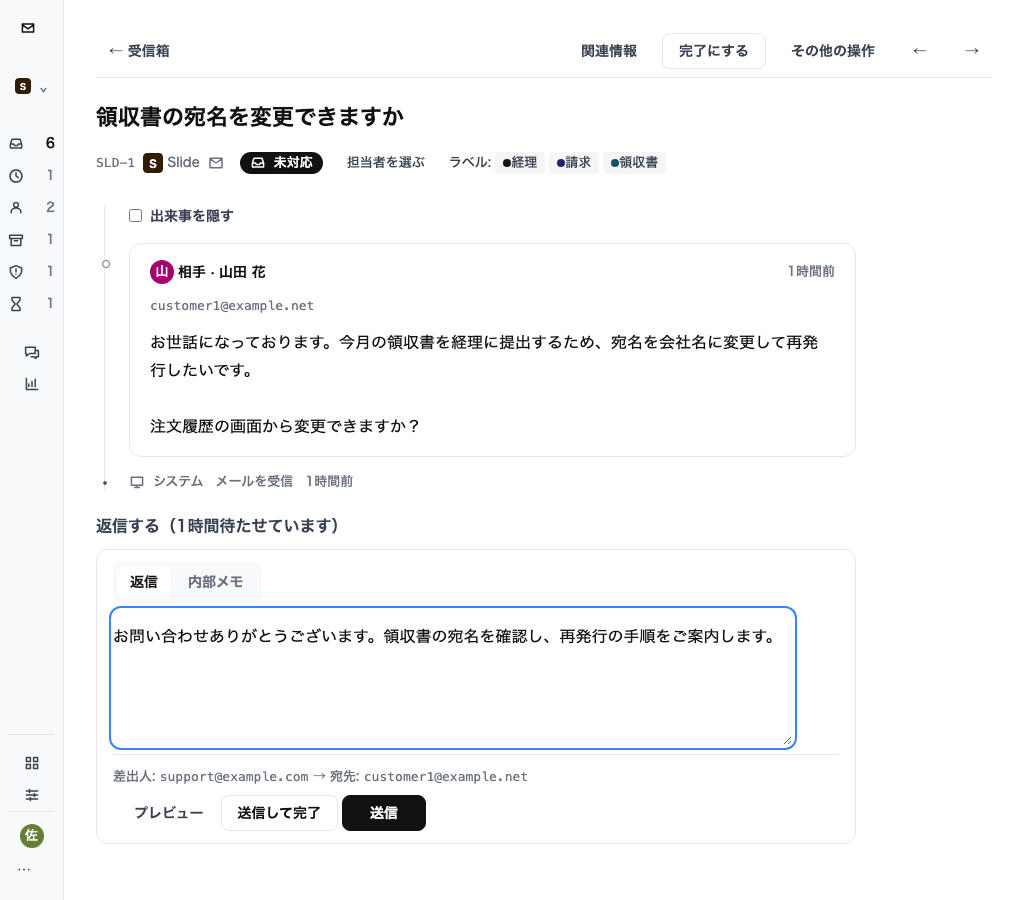 ← 受信箱
関連情報
完了にする
その他の操作
←
→
S
6
1
2
1
1
1
領収書の宛名を変更できますか
SLD-1 S Slide 未対応 担当者を選ぶ ラベル: 経理 請求 領収書
出来事を隠す
山 相手 · 山田 花 1時間前
customer1@example.net
お世話になっております。今月の領収書を経理に提出するため、宛名を会社名に変更して再発
行したいです。
注文履歴の画面から変更できますか？
システム メールを受信 1時間前
返信する（1時間待たせています）
返信 内部メモ
お問い合わせありがとうございます。領収書の宛名を確認し、再発行の手順をご案内します。
差出人: support@example.com → 宛先: customer1@example.net
プレビュー 送信して完了 送信
佐
…